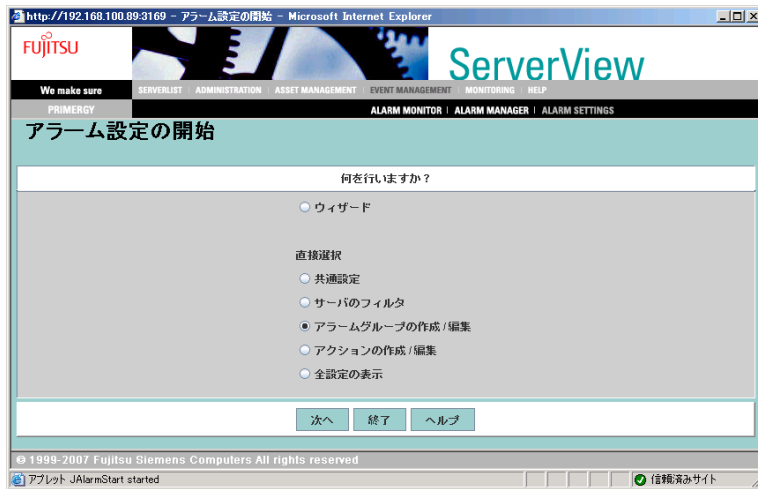 http://192.168.100.89:3169 - アラーム設定の開始 - Microsoft Internet Explorer
FUJITSU
ServerView
We make sure
SERVERLIST | ADMINISTRATION | ASSET MANAGEMENT | EVENT MANAGEMENT | MONITORING | HELP
PRIMERGY
ALARM MONITOR | ALARM MANAGER | ALARM SETTINGS
アラーム設定の開始
何を行いますか？
ウィザード
直接選択
共通設定
サーバのフィルタ
アラームグループの作成/編集
アクションの作成/編集
全設定の表示
次へ 終了 ヘルプ
© 1999-2007 Fujitsu Siemens Computers All rights reserved
アプレット JAlarmStart started
信頼済みサイト